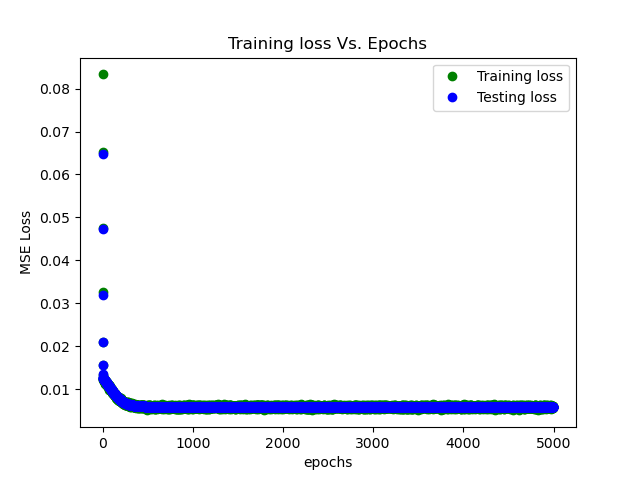 Training loss Vs. Epochs
Training loss
Testing loss
MSE Loss
0.08
0.07
0.06
0.05
0.04
0.03
0.02
0.01
0 1000 2000 3000 4000 5000
epochs